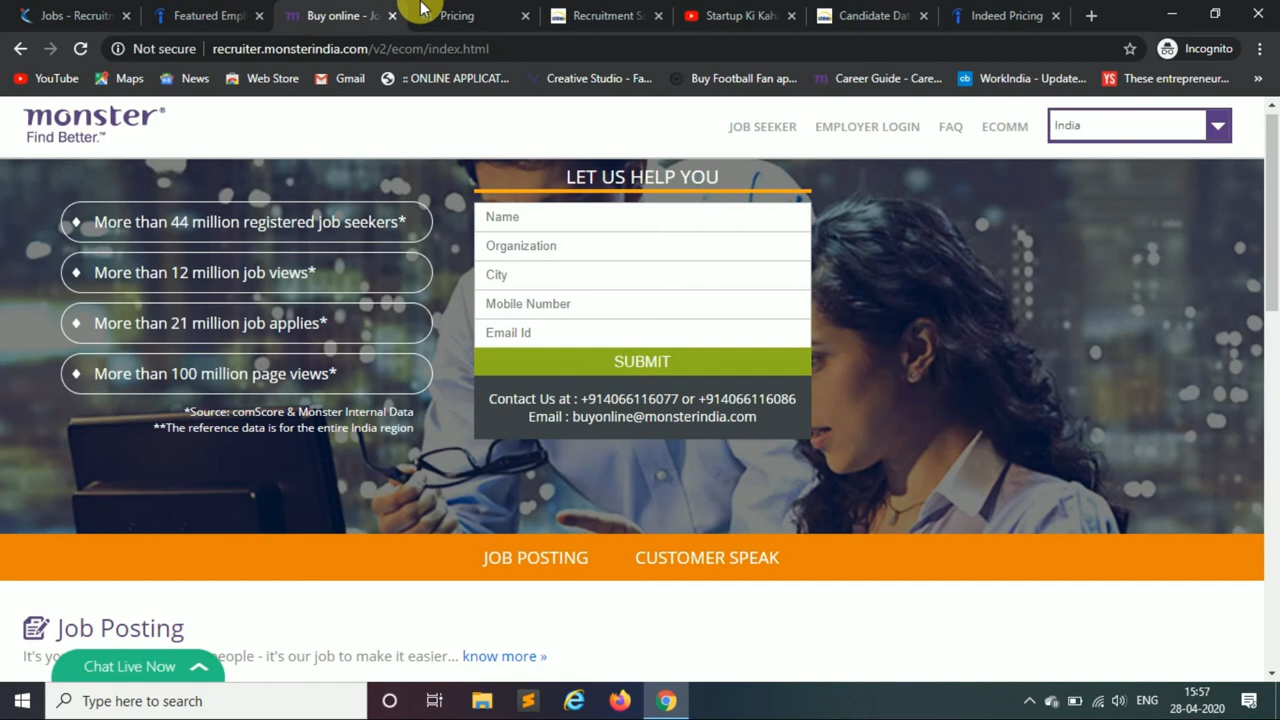 Jobs - Recruitm
Featured Empl
Buy online - Jo
Pricing
Recruitment So
Startup Ki Kaha
Candidate Data
Indeed Pricing
Not secure
recruiter.monsterindia.com/v2/ecom/index.html
Incognito
YouTube
Maps
News
Web Store
Gmail
:: ONLINE APPLICAT...
Creative Studio - Fa...
Buy Football Fan ap...
Career Guide - Care...
WorkIndia - Update...
These entrepreneur...
monster®
Find Better.™
JOB SEEKER
EMPLOYER LOGIN
FAQ
ECOMM
India
LET US HELP YOU
More than 44 million registered job seekers*
More than 12 million job views*
More than 21 million job applies*
More than 100 million page views*
*Source: comScore & Monster Internal Data
**The reference data is for the entire India region
Name
Organization
City
Mobile Number
Email Id
SUBMIT
Contact Us at : +914066116077 or +914066116086
Email : buyonline@monsterindia.com
JOB POSTING
CUSTOMER SPEAK
Job Posting
It's yo
eople - it's our job to make it easier... know more »
Chat Live Now
Type here to search
ENG
15:57
28-04-2020